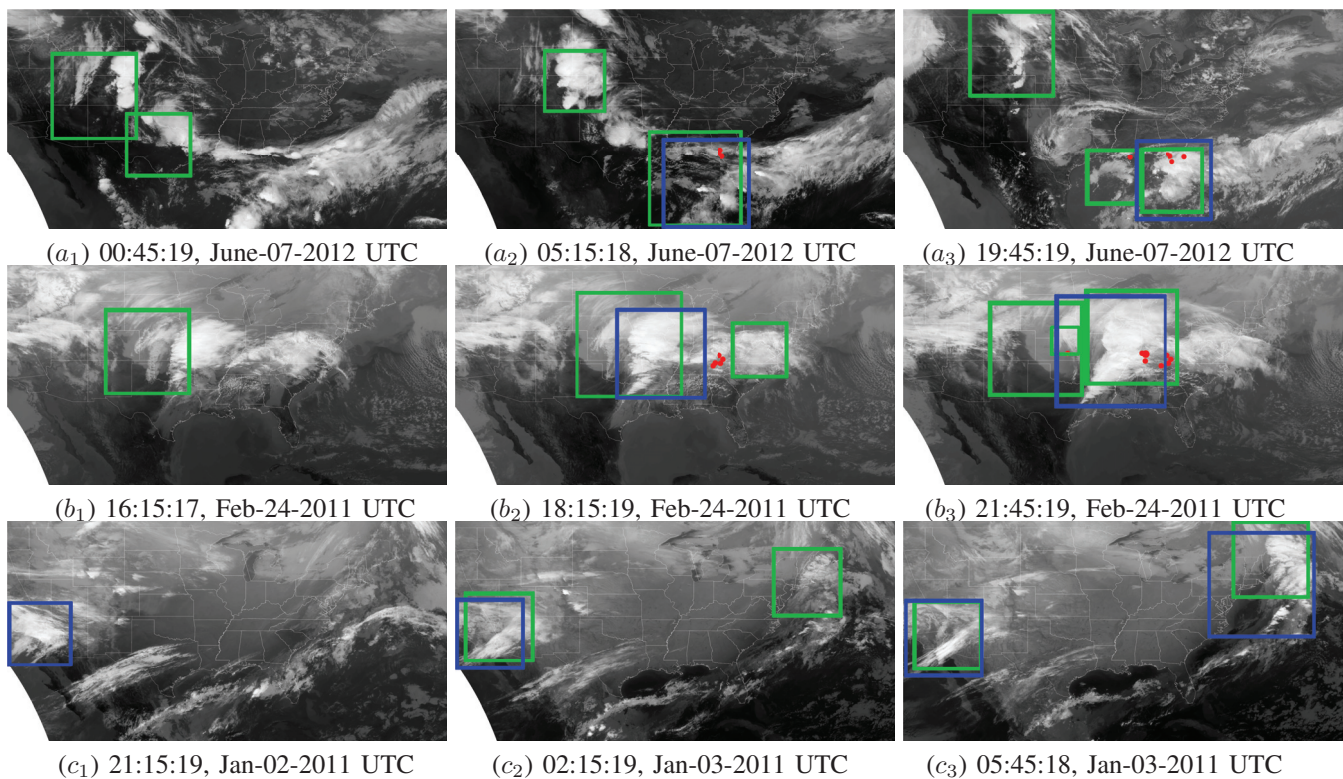 (a₁) 00:45:19, June-07-2012 UTC
(a₂) 05:15:18, June-07-2012 UTC
(a₃) 19:45:19, June-07-2012 UTC
(b₁) 16:15:17, Feb-24-2011 UTC
(b₂) 18:15:19, Feb-24-2011 UTC
(b₃) 21:45:19, Feb-24-2011 UTC
(c₁) 21:15:19, Jan-02-2011 UTC
(c₂) 02:15:19, Jan-03-2011 UTC
(c₃) 05:45:18, Jan-03-2011 UTC